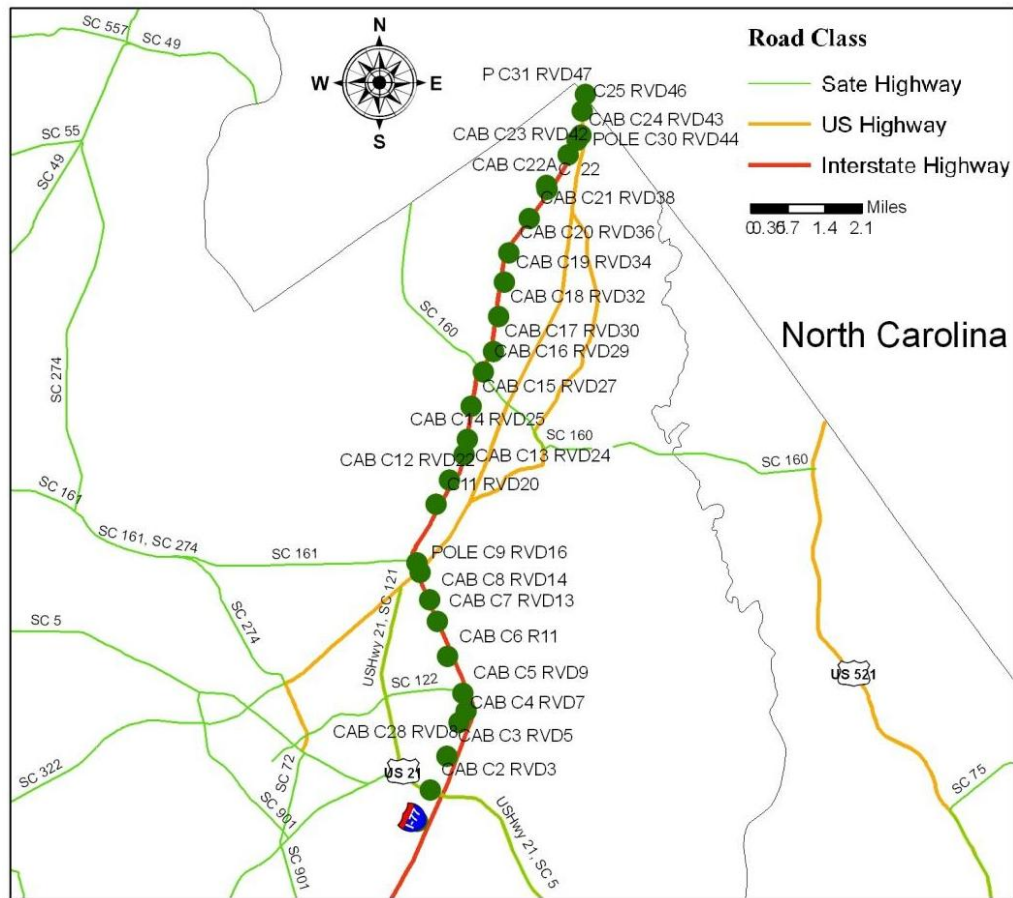 SC 557
SC 49
N
W
E
S
Road Class
Sate Highway
US Highway
Interstate Highway
Miles
0 0.35 0.7 1.4 2.1
P C31 RVD47
C25 RVD46
CAB C24 RVD43
CAB C23 RVD42
POLE C30 RVD44
CAB C22A
22
CAB C21 RVD38
CAB C20 RVD36
CAB C19 RVD34
CAB C18 RVD32
CAB C17 RVD30
CAB C16 RVD29
CAB C15 RVD27
CAB C14 RVD25
CAB C12 RVD22
CAB C13 RVD24
C11 RVD20
POLE C9 RVD16
CAB C8 RVD14
CAB C7 RVD13
CAB C6 R11
CAB C5 RVD9
CAB C4 RVD7
CAB C28 RVD8
CAB C3 RVD5
CAB C2 RVD3
North Carolina
SC 55
SC 49
SC 274
SC 160
SC 160
SC 160
SC 161
SC 161, SC 274
SC 161
SC 5
SC 274
USHwy 21, SC 121
SC 122
US 521
SC 322
SC 72
US 21
SC 901
SC 901
I-77
USHwy 21, SC 5
SC 75